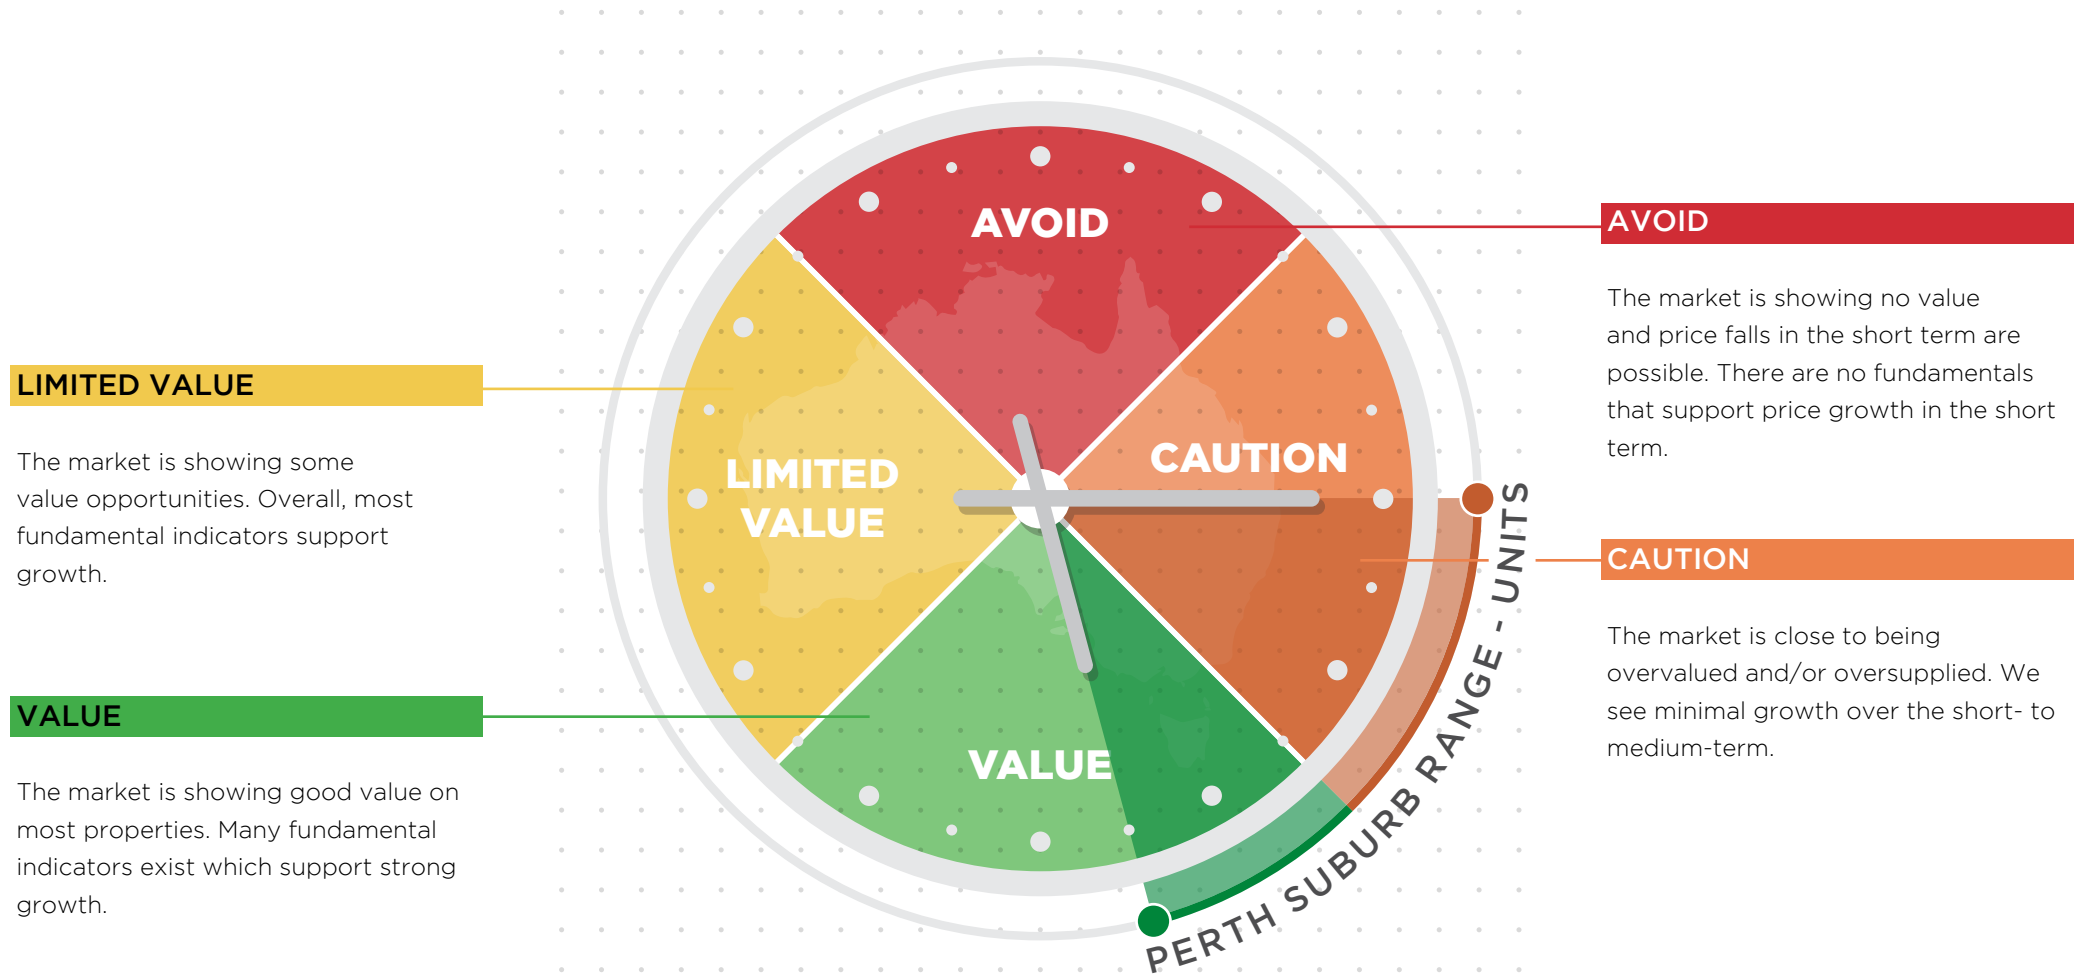 LIMITED VALUE
The market is showing some
value opportunities. Overall, most
fundamental indicators support
growth.
VALUE
The market is showing good value on
most properties. Many fundamental
indicators exist which support strong
growth.
AVOID
LIMITED
VALUE
CAUTION
VALUE
PERTH SUBURB RANGE - UNITS
AVOID
The market is showing no value
and price falls in the short term are
possible. There are no fundamentals
that support price growth in the short
term.
CAUTION
The market is close to being
overvalued and/or oversupplied. We
see minimal growth over the short- to
medium-term.